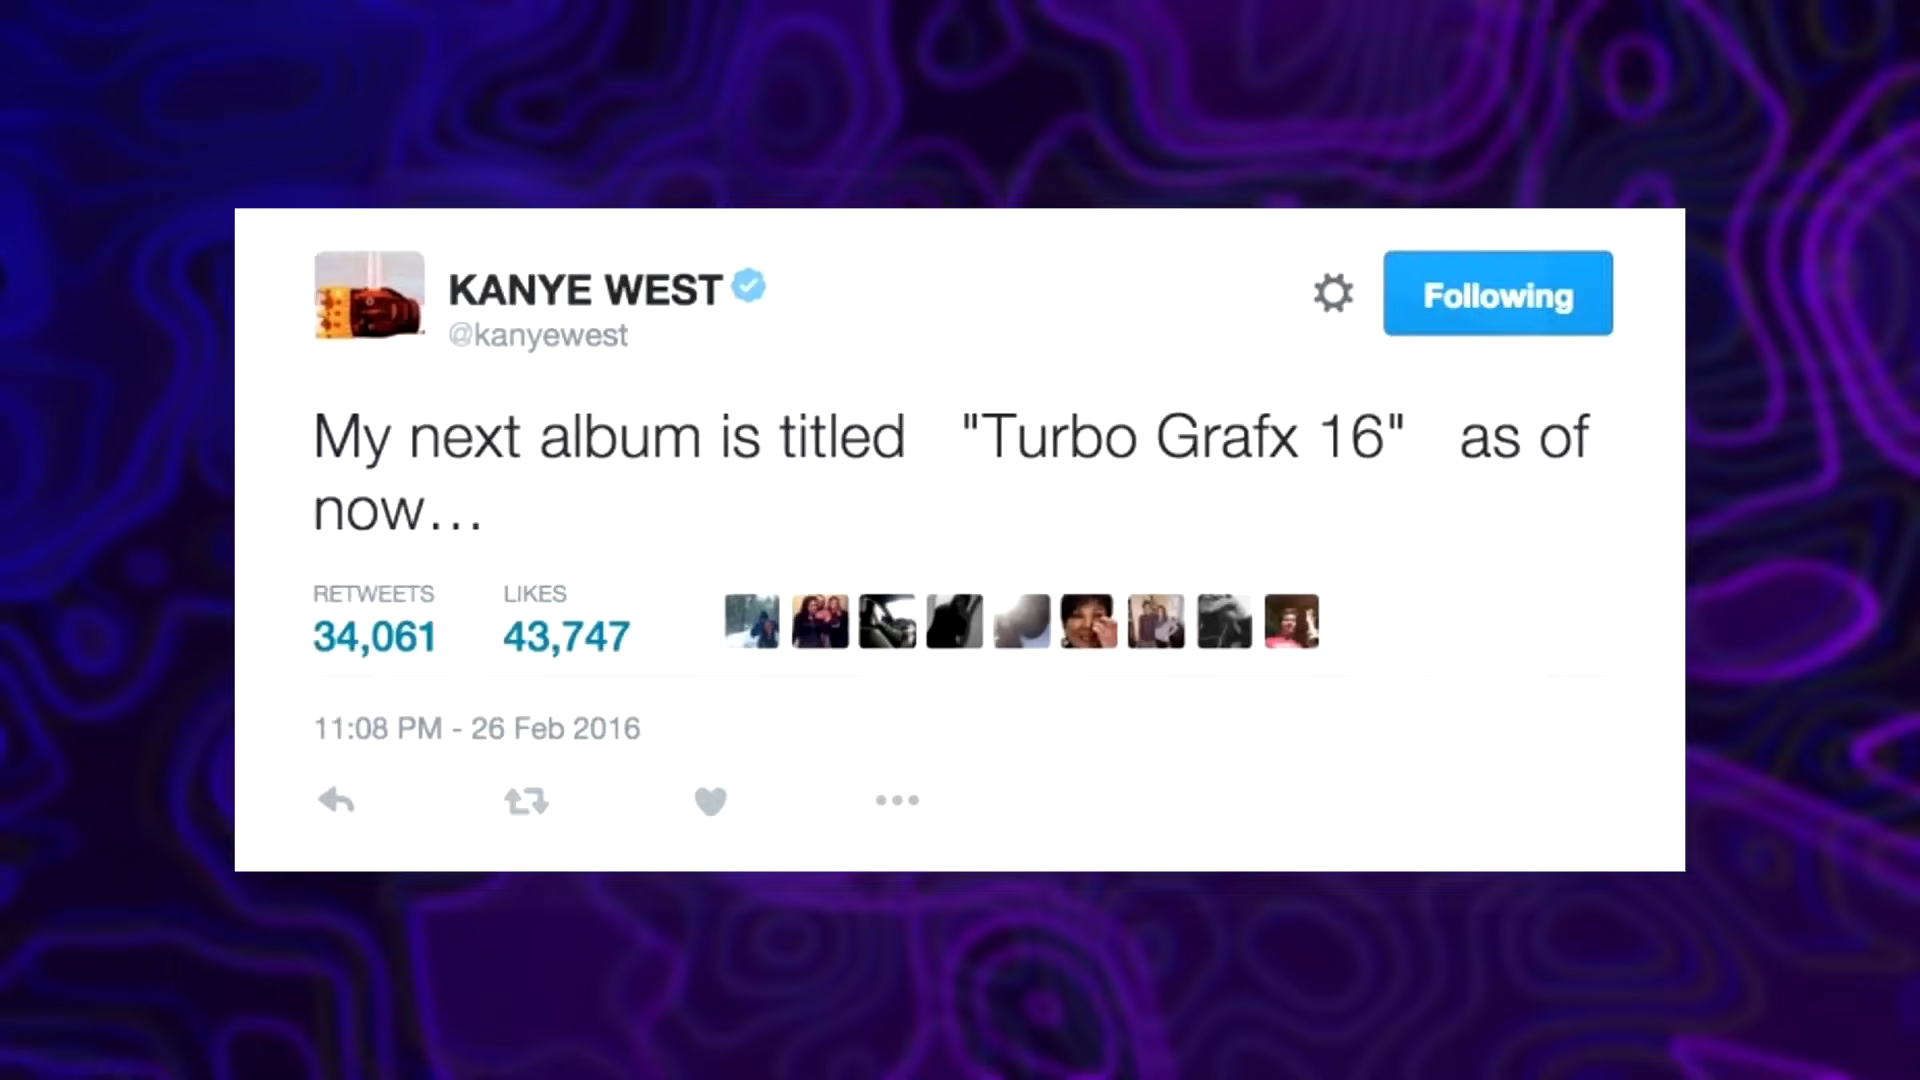 KANYE WEST
@kanyewest
Following
My next album is titled   "Turbo Grafx 16"   as of
now...
RETWEETS LIKES
34,061 43,747
11:08 PM - 26 Feb 2016